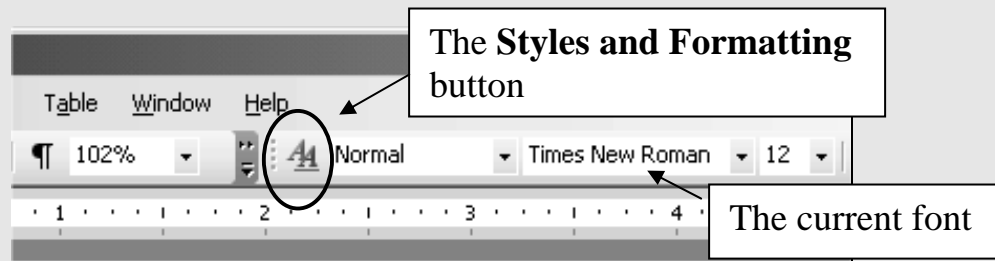 The Styles and Formatting
button
Table Window Help
¶ 102% AA Normal Times New Roman 12
1 2 3 4
The current font